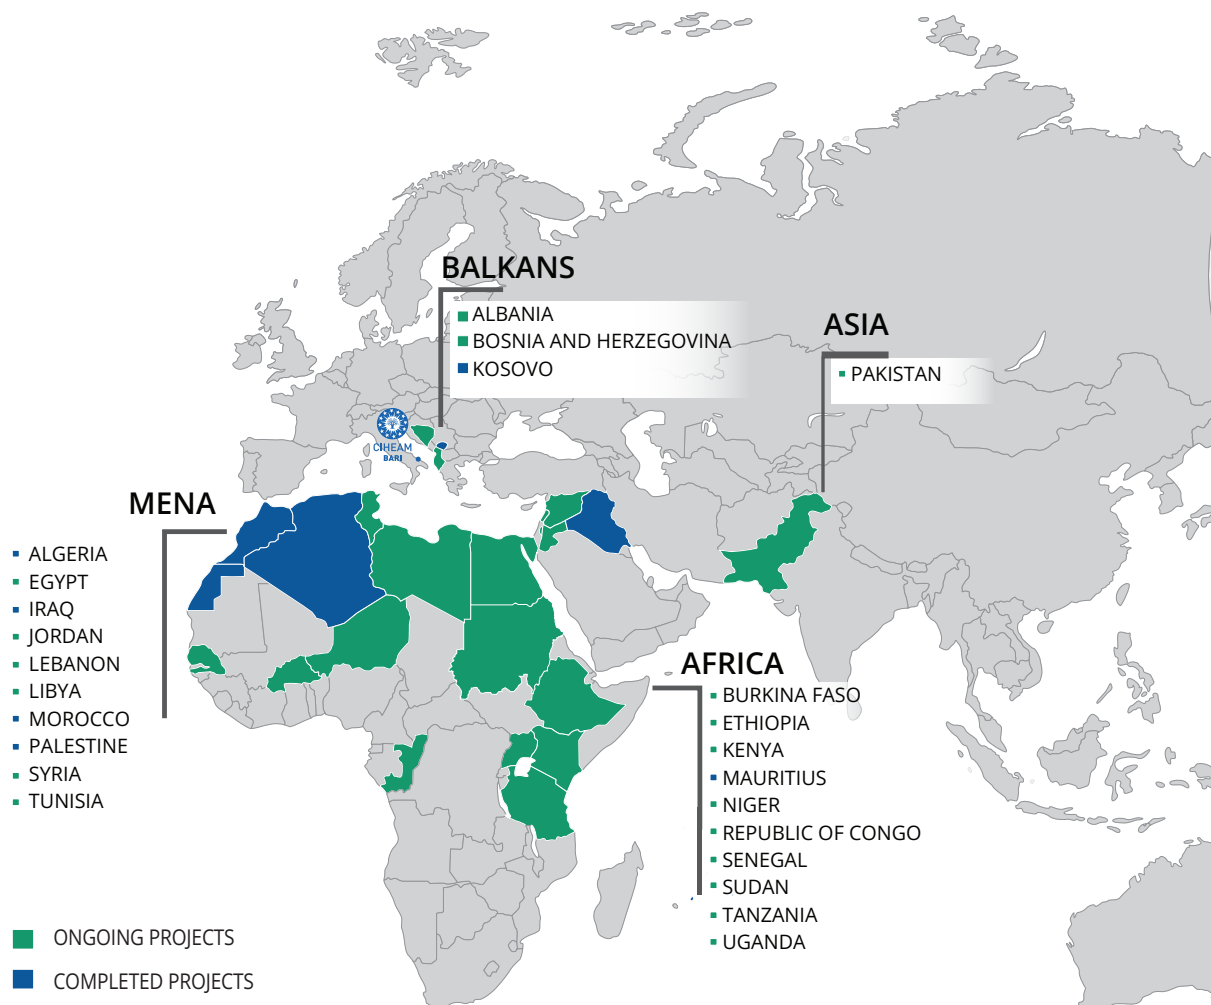 BALKANS
ALBANIA
BOSNIA AND HERZEGOVINA
KOSOVO
ASIA
PAKISTAN
CIHEAM
BARI
MENA
ALGERIA
EGYPT
IRAQ
JORDAN
LEBANON
LIBYA
MOROCCO
PALESTINE
SYRIA
TUNISIA
AFRICA
BURKINA FASO
ETHIOPIA
KENYA
MAURITIUS
NIGER
REPUBLIC OF CONGO
SENEGAL
SUDAN
TANZANIA
UGANDA
ONGOING PROJECTS
COMPLETED PROJECTS